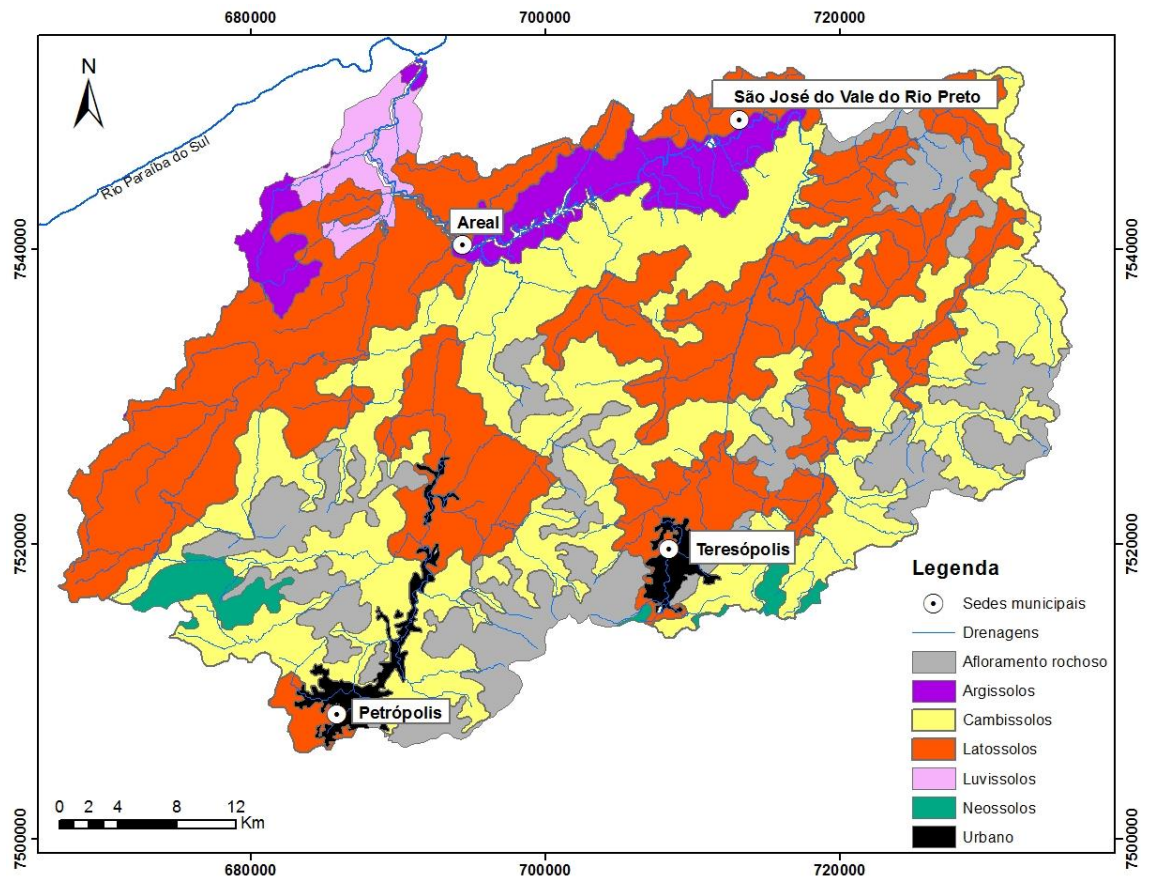 680000
700000
720000
N
São José do Vale do Rio Preto
Rio Paraíba do Sul
Areal
7540000
7540000
7520000
7520000
Teresópolis
Petrópolis
Legenda
Sedes municipais
Drenagens
Afloramento rochoso
Argissolos
Cambissolos
Latossolos
Luvissolos
Neossolos
Urbano
0 2 4 8 12
Km
7500000
7500000
680000
700000
720000